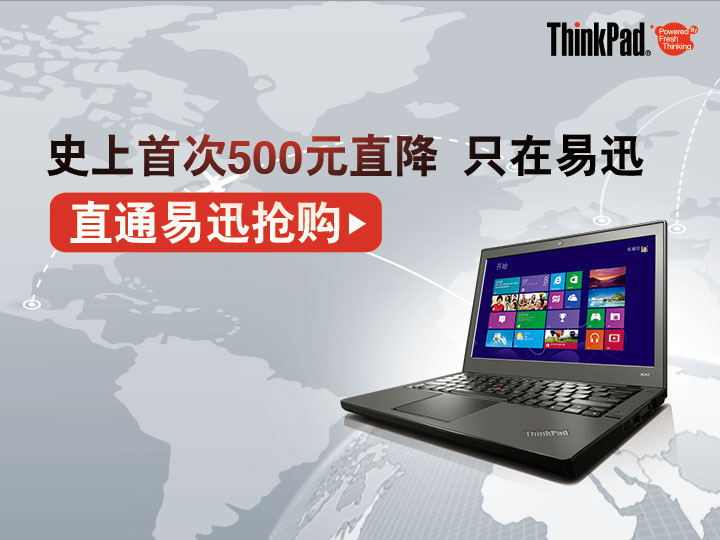 ThinkPad®
Powered By
Fresh
Thinking
史上首次500元直降 只在易迅
直通易迅抢购
开始
ThinkPad